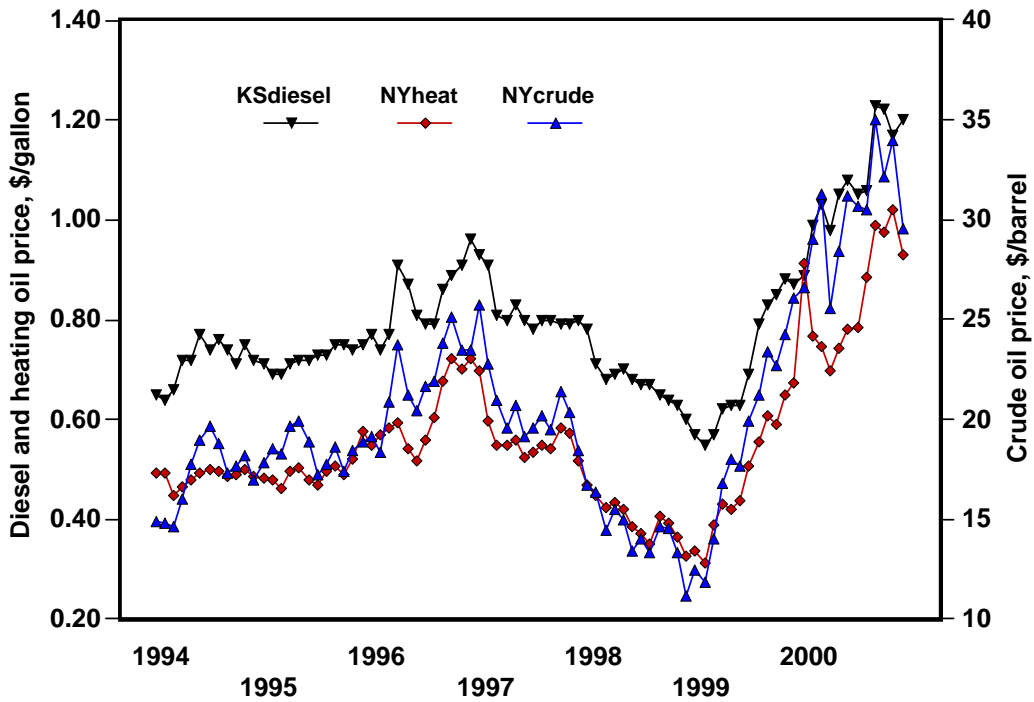 1.40
1.20
1.00
0.80
0.60
0.40
0.20
Diesel and heating oil price, $/gallon
KSdiesel NYheat NYcrude
40
35
30
25
20
15
10
Crude oil price, $/barrel
1994 1996 1998 2000
1995 1997 1999